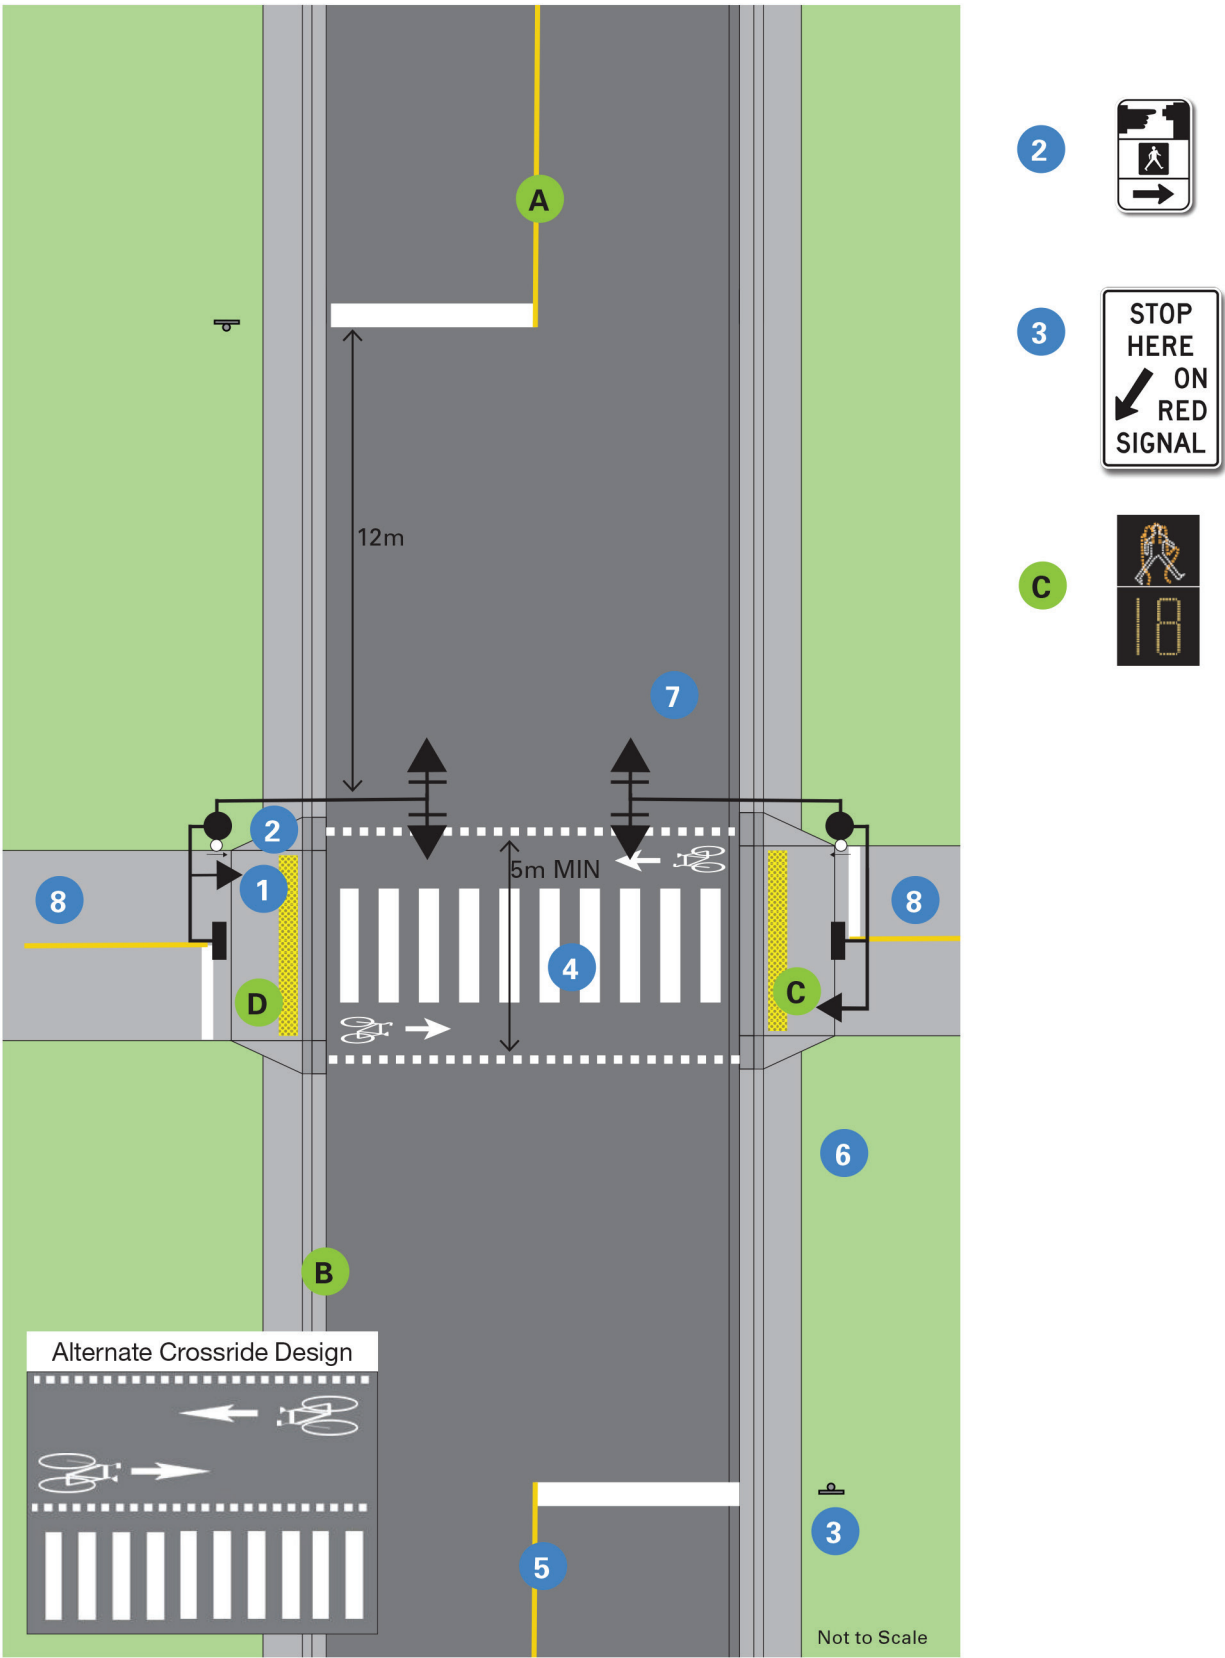 A
2
3
STOP
HERE
ON
RED
SIGNAL
12m
C
18
7
2
5m MIN
1
8
8
4
D
C
6
B
Alternate Crossride Design
3
5
Not to Scale